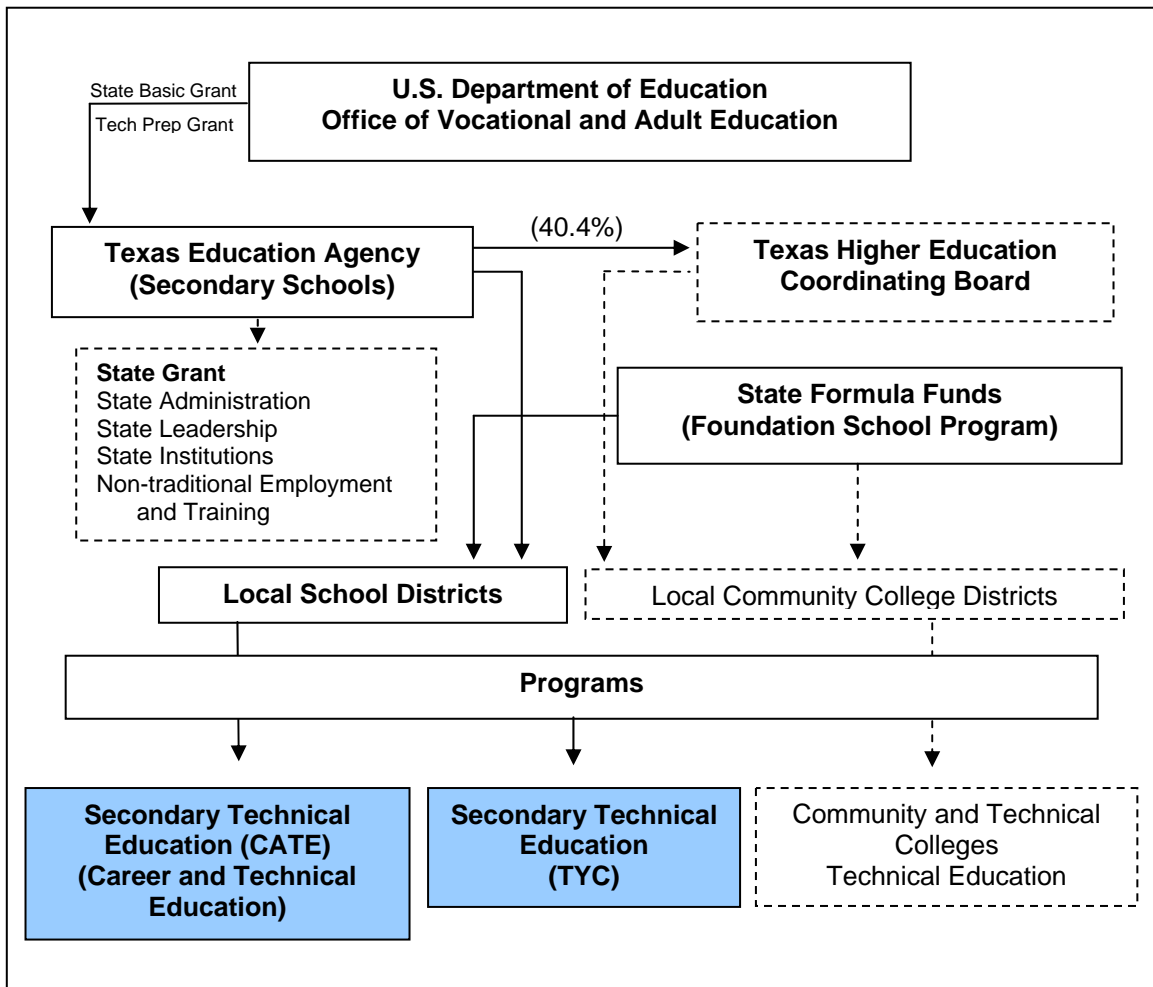 U.S. Department of Education
Office of Vocational and Adult Education
State Basic Grant
Tech Prep Grant
Texas Education Agency
(Secondary Schools)
(40.4%)
Texas Higher Education
Coordinating Board
State Grant
State Administration
State Leadership
State Institutions
Non-traditional Employment
and Training
State Formula Funds
(Foundation School Program)
Local School Districts
Local Community College Districts
Programs
Secondary Technical
Education (CATE)
(Career and Technical
Education)
Secondary Technical
Education
(TYC)
Community and Technical
Colleges
Technical Education